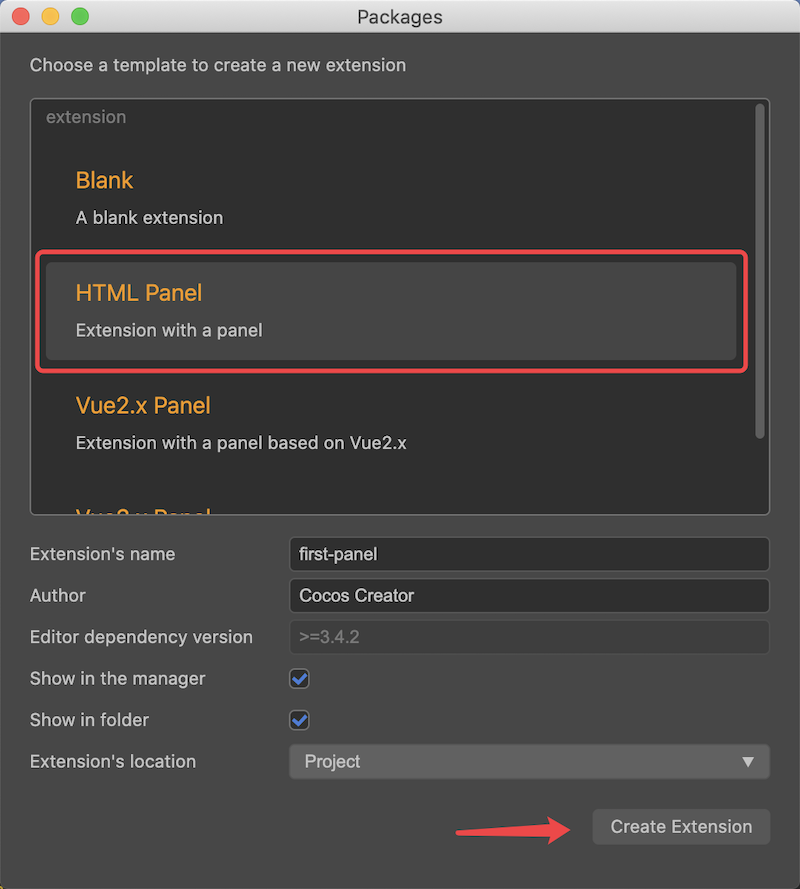 Packages
Choose a template to create a new extension
extension
Blank
A blank extension
HTML Panel
Extension with a panel
Vue2.x Panel
Extension with a panel based on Vue2.x
Extension's name
first-panel
Author
Cocos Creator
Editor dependency version
>=3.4.2
Show in the manager
Show in folder
Extension's location
Project
Create Extension